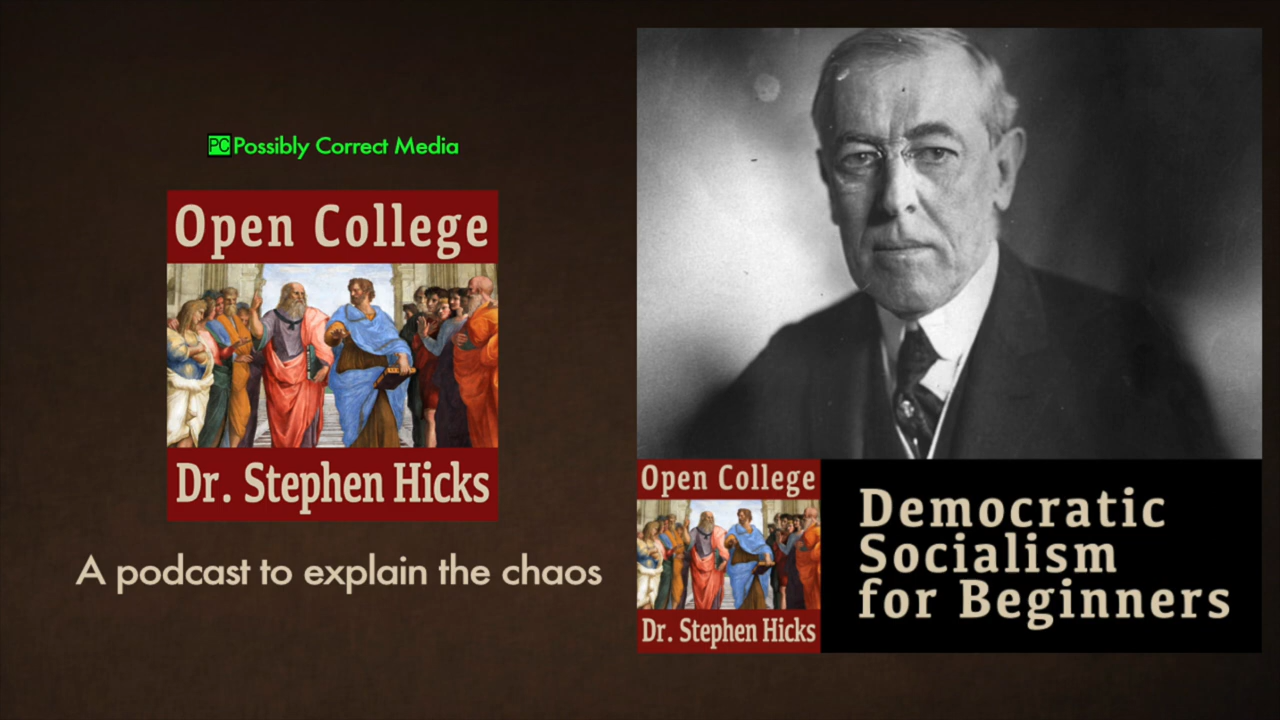 PC Possibly Correct Media
Open College
Dr. Stephen Hicks
A podcast to explain the chaos
Open College
Dr. Stephen Hicks
Democratic
Socialism
for Beginners